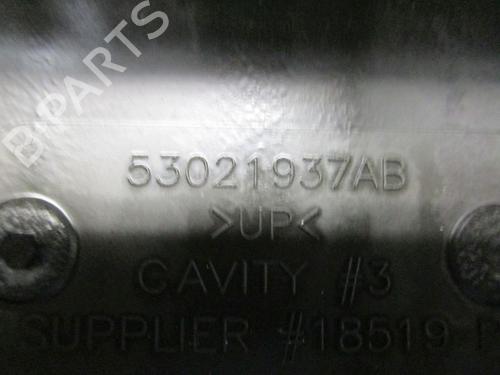 B-PARTS
53021937AB
>UP<
CAVITY #3
SUPPLIER #18519